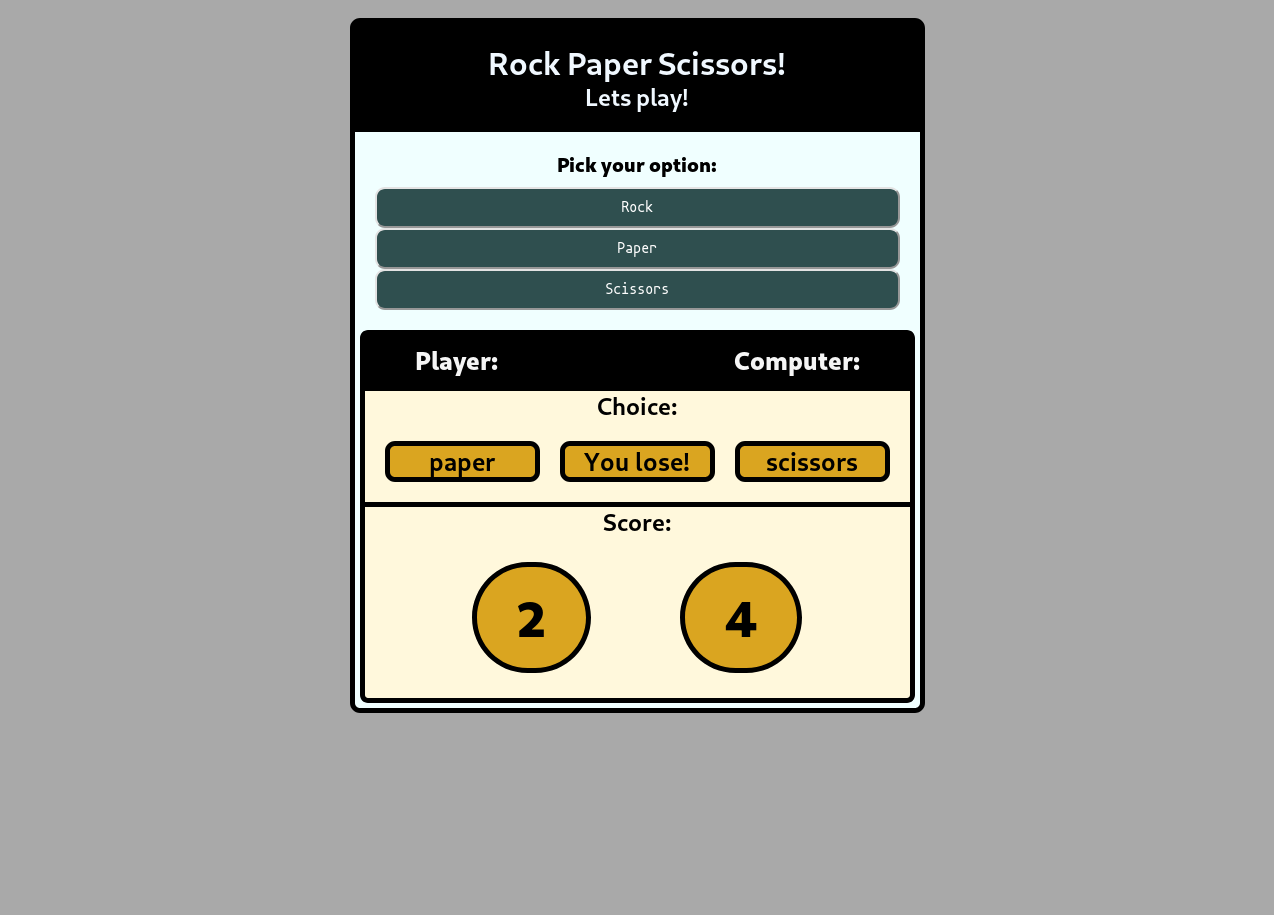 Rock Paper Scissors!
Lets play!
Pick your option:
Rock
Paper
Scissors
Player: Computer:
Choice:
paper You lose! scissors
Score:
2 4